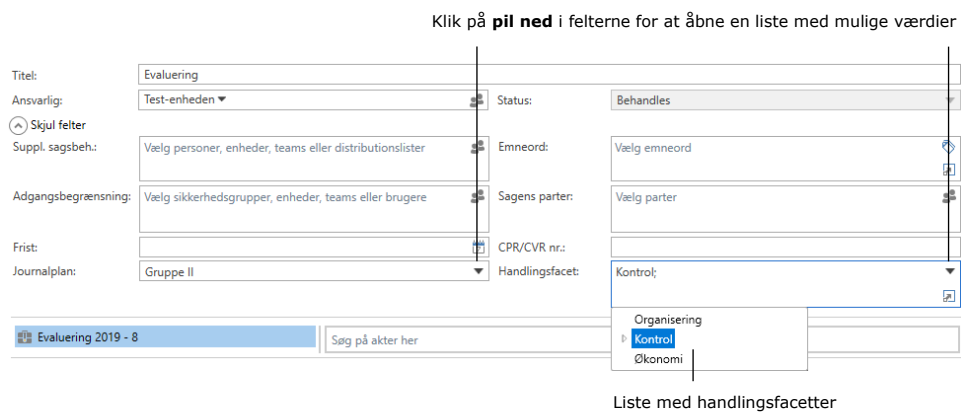 Klik på pil ned i felterne for at åbne en liste med mulige værdier
Titel: Evaluering
Ansvarlig: Test-enheden Status: Behandles
Skjul felter
Suppl. sagsbeh.: Vælg personer, enheder, teams eller distributionslister Emneord: Vælg emneord
Adgangsbegrænsning: Vælg sikkerhedsgrupper, enheder, teams eller brugere Sagens parter: Vælg parter
Frist: CPR/CVR nr.:
Journalplan: Gruppe II Handlingsfacet: Kontrol;
Organisering
Evaluering 2019 - 8 Søg på akter her Kontrol
Økonomi
Liste med handlingsfacetter